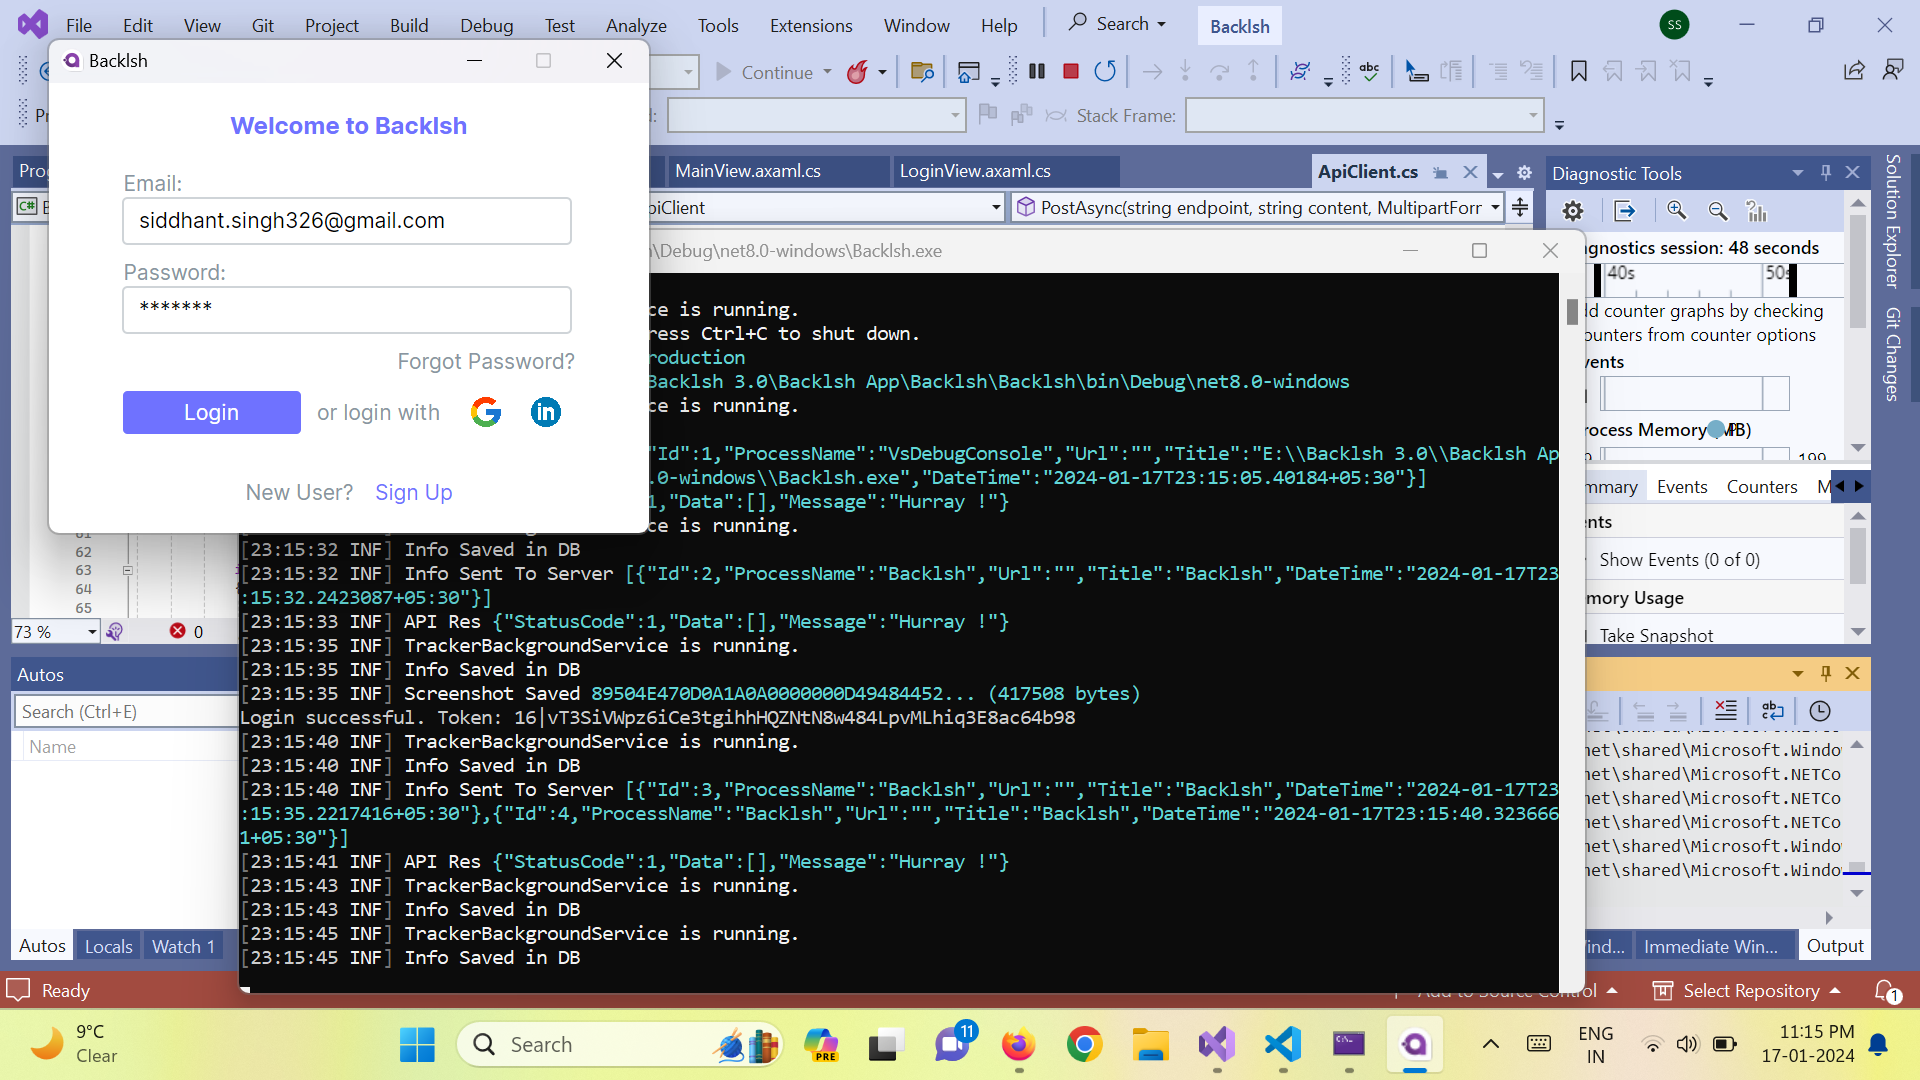 File Edit View Git Project Build Debug Test Analyze Tools Extensions Window Help Search Backlsh SS
Continue
Stack Frame:
Backlsh
Welcome to Backlsh
Email:
siddhant.singh326@gmail.com
Password:
*******
Forgot Password?
Login or login with
New User? Sign Up
MainView.axaml.cs LoginView.axaml.cs ApiClient.cs
PostAsync(string endpoint, string content, MultipartForm
\Debug\net8.0-windows\Backlsh.exe
ce is running.
ress Ctrl+C to shut down.
roduction
Backlsh 3.0\Backlsh App\Backlsh\Backlsh\bin\Debug\net8.0-windows
ce is running.
"Id":1,"ProcessName":"VsDebugConsole","Url":"","Title":"E:\\Backlsh 3.0\\Backlsh Ap
.0-windows\\Backlsh.exe","DateTime":"2024-01-17T23:15:05.40184+05:30"}]
1,"Data":[],"Message":"Hurray !"}
ce is running.
[23:15:32 INF] Info Saved in DB
[23:15:32 INF] Info Sent To Server [{"Id":2,"ProcessName":"Backlsh","Url":"","Title":"Backlsh","DateTime":"2024-01-17T23
:15:32.2423087+05:30"}]
[23:15:33 INF] API Res {"StatusCode":1,"Data":[],"Message":"Hurray !"}
[23:15:35 INF] TrackerBackgroundService is running.
[23:15:35 INF] Info Saved in DB
[23:15:35 INF] Screenshot Saved 89504E470D0A1A0A0000000D49484452... (417508 bytes)
Login successful. Token: 16|vT3SiVWpz6iCe3tgihhHQZNtN8w484LpvMLhiq3E8ac64b98
[23:15:40 INF] TrackerBackgroundService is running.
[23:15:40 INF] Info Saved in DB
[23:15:40 INF] Info Sent To Server [{"Id":3,"ProcessName":"Backlsh","Url":"","Title":"Backlsh","DateTime":"2024-01-17T23
:15:35.2217416+05:30"},{"Id":4,"ProcessName":"Backlsh","Url":"","Title":"Backlsh","DateTime":"2024-01-17T23:15:40.323666
1+05:30"}]
[23:15:41 INF] API Res {"StatusCode":1,"Data":[],"Message":"Hurray !"}
[23:15:43 INF] TrackerBackgroundService is running.
[23:15:43 INF] Info Saved in DB
[23:15:45 INF] TrackerBackgroundService is running.
[23:15:45 INF] Info Saved in DB
62
63
64
65
73 % 0
Autos
Search (Ctrl+E)
Name
Autos Locals Watch 1
Diagnostic Tools
gnostics session: 48 seconds
40s 50s
dd counter graphs by checking
ounters from counter options
vents
rocess Memory (MB)
199
mmary Events Counters M
ents
Show Events (0 of 0)
mory Usage
Take Snapshot
Solution Explorer
Git Changes
net\shared\Microsoft.Windo
net\shared\Microsoft.NETCo
net\shared\Microsoft.NETCo
net\shared\Microsoft.NETCo
net\shared\Microsoft.Windo
net\shared\Microsoft.Windo
ind... Immediate Win... Output
Ready Add to Source Control Select Repository 1
9°C
Clear
Search
PRE
11
ENG
IN
11:15 PM
17-01-2024